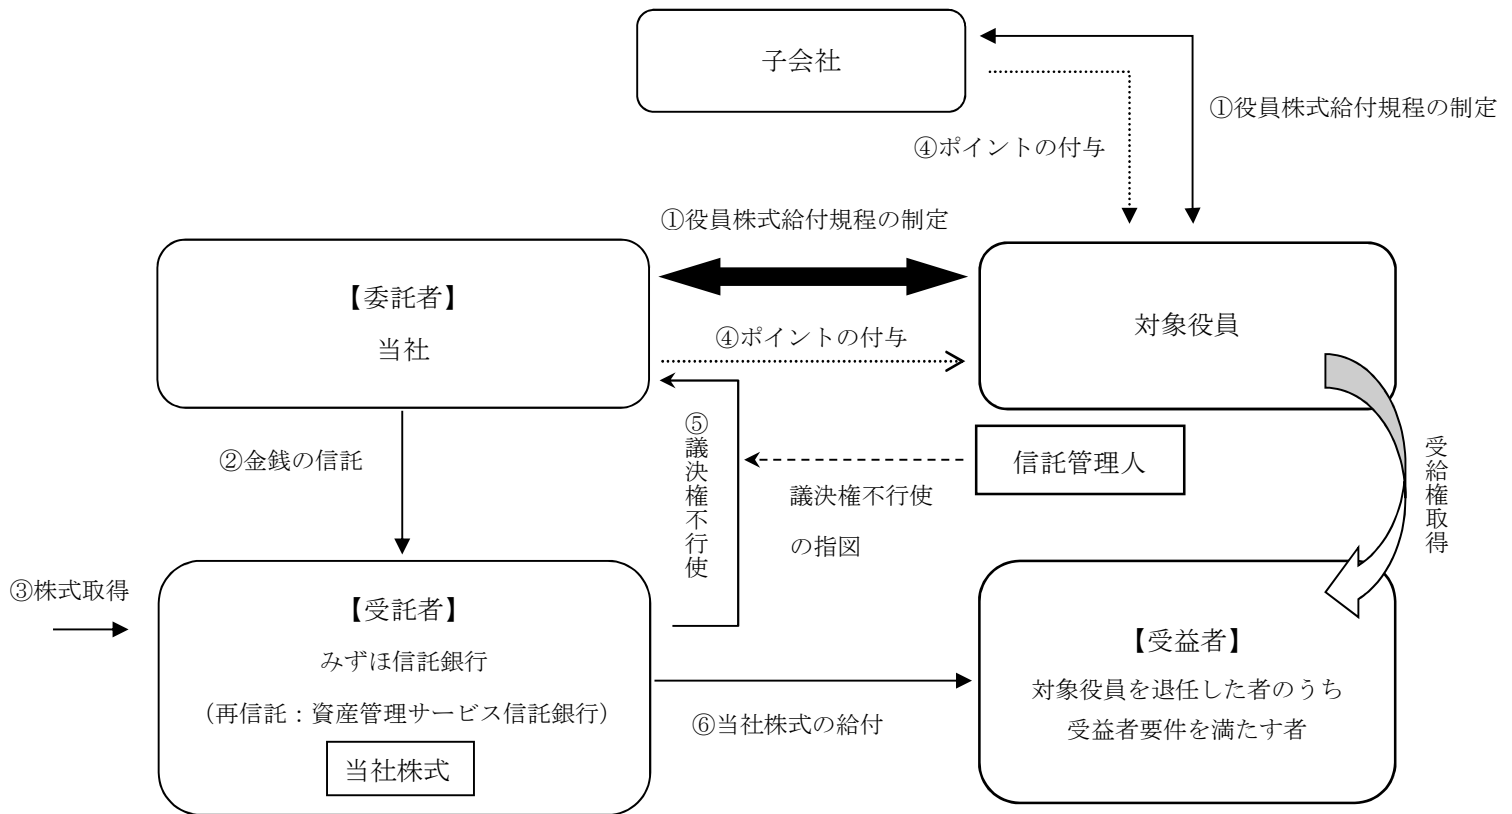 子会社
①役員株式給付規程の制定
④ポイントの付与
①役員株式給付規程の制定
【委託者】
当社
④ポイントの付与
対象役員
②金銭の信託
⑤議決権不行使
信託管理人
議決権不行使
の指図
受給権取得
③株式取得
【受託者】
みずほ信託銀行
（再信託：資産管理サービス信託銀行）
当社株式
⑥当社株式の給付
【受益者】
対象役員を退任した者のうち
受益者要件を満たす者